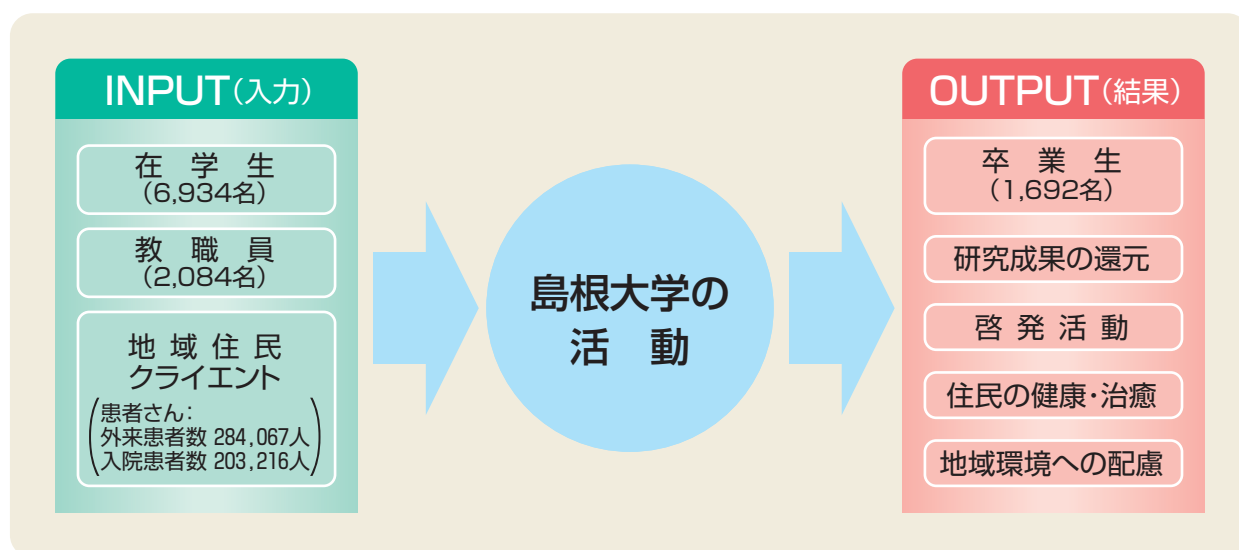 INPUT(入力)
在学生
(6,934名)
教職員
(2,084名)
地域住民
クライエント
(患者さん:
外来患者数 284,067人
入院患者数 203,216人)
島根大学の
活動
OUTPUT(結果)
卒業生
(1,692名)
研究成果の還元
啓発活動
住民の健康・治癒
地域環境への配慮